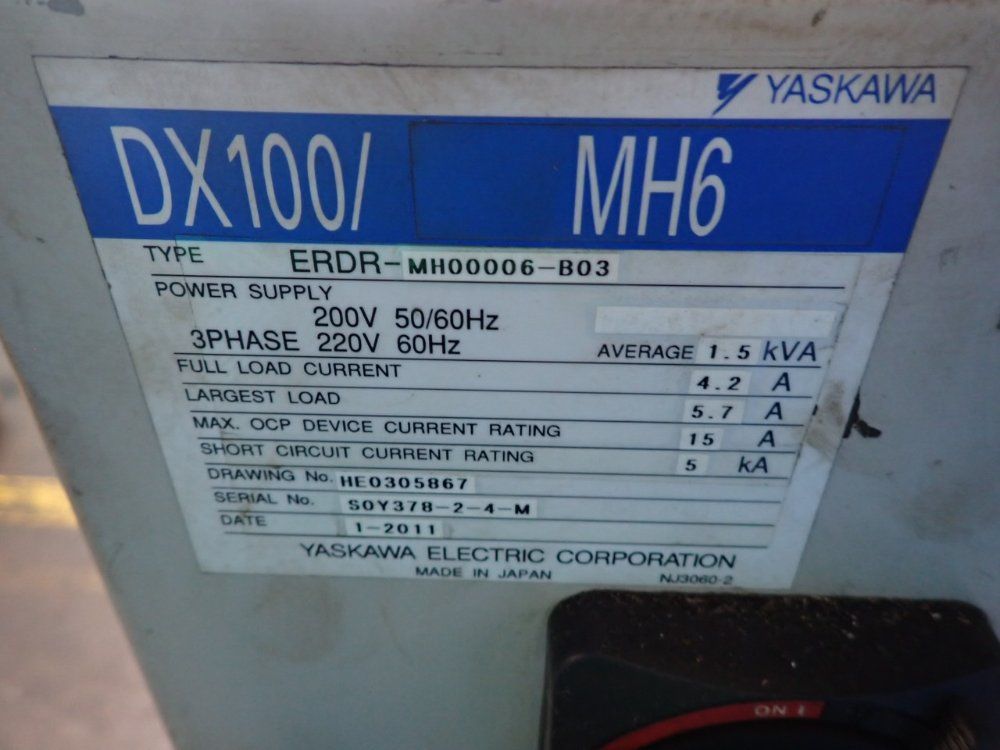 YASKAWA
DX100/ MH6
TYPE ERDR-MH00006-B03
POWER SUPPLY
200V 50/60Hz
3PHASE 220V 60Hz AVERAGE 1.5 kVA
FULL LOAD CURRENT 4.2 A
LARGEST LOAD 5.7 A
MAX. OCP DEVICE CURRENT RATING 15 A
SHORT CIRCUIT CURRENT RATING 5 kA
DRAWING No. HE0305867
SERIAL No. S0Y378-2-4-M
DATE 1-2011
YASKAWA ELECTRIC CORPORATION
MADE IN JAPAN NJ3060-2
ON I